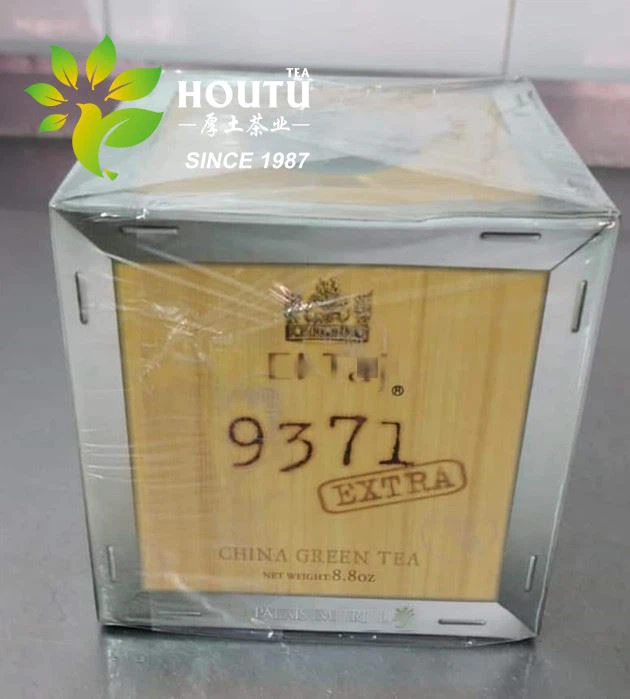 TEA
HOUTU
厚土茶业
SINCE 1987
®
9371
EXTRA
CHINA GREEN TEA
NET WEIGHT:8.8OZ